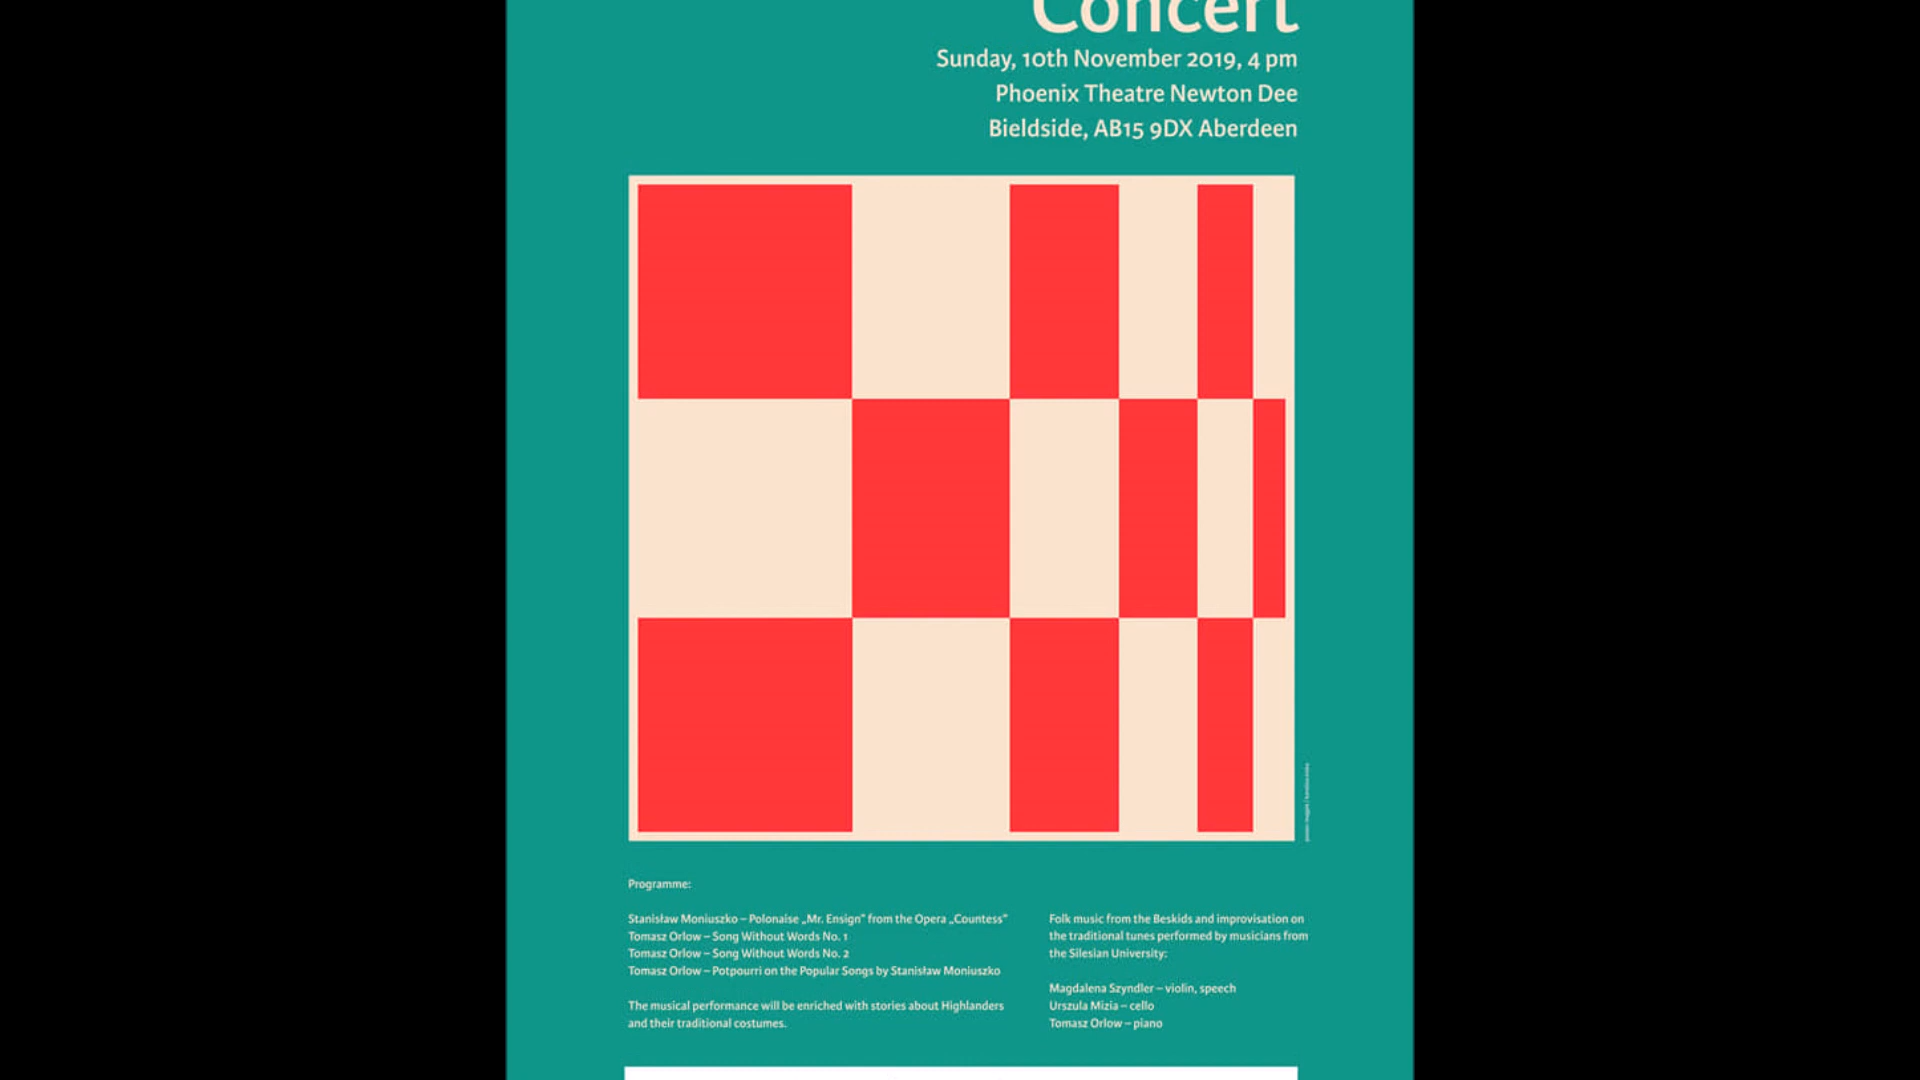 Concert
Sunday, 10th November 2019, 4 pm
Phoenix Theatre Newton Dee
Bieldside, AB15 9DX Aberdeen
Programme:
Stanisław Moniuszko – Polonaise „Mr. Ensign” from the Opera „Countess”
Tomasz Orlow – Song Without Words No. 1
Tomasz Orlow – Song Without Words No. 2
Tomasz Orlow – Potpourri on the Popular Songs by Stanisław Moniuszko
The musical performance will be enriched with stories about Highlanders
and their traditional costumes.
Folk music from the Beskids and improvisation on
the traditional tunes performed by musicians from
the Silesian University:
Magdalena Szyndler – violin, speech
Urszula Mizia – cello
Tomasz Orlow – piano